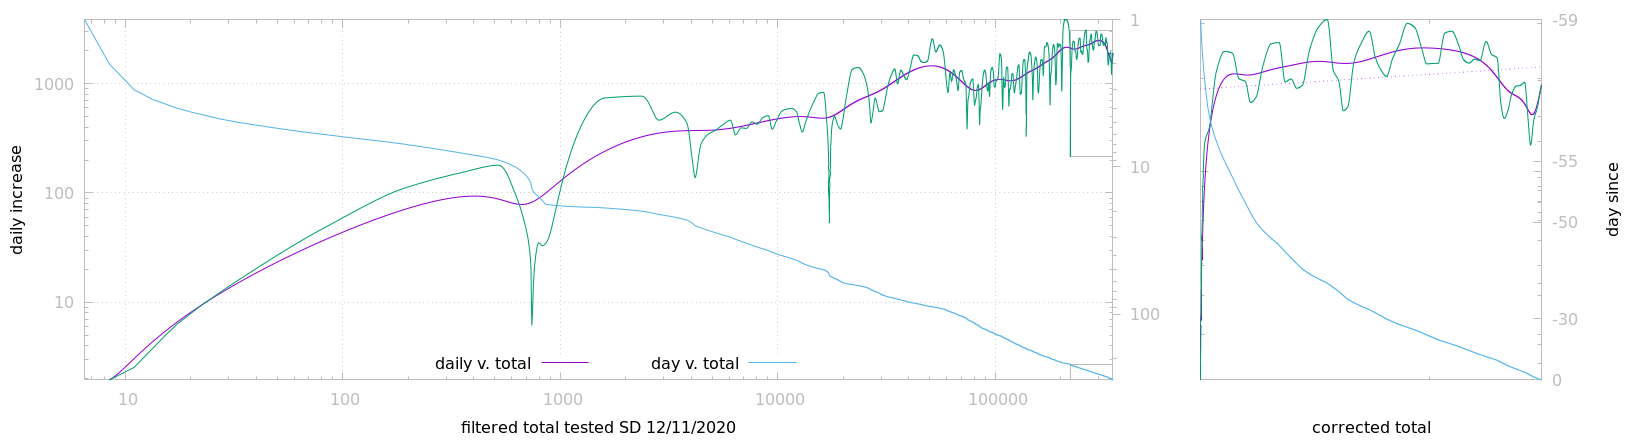 daily increase
1000
100
10
10
100
1000
10000
100000
filtered total tested SD 12/11/2020
daily v. total
day v. total
1
10
100
-59
-55
-50
-30
0
day since
corrected total